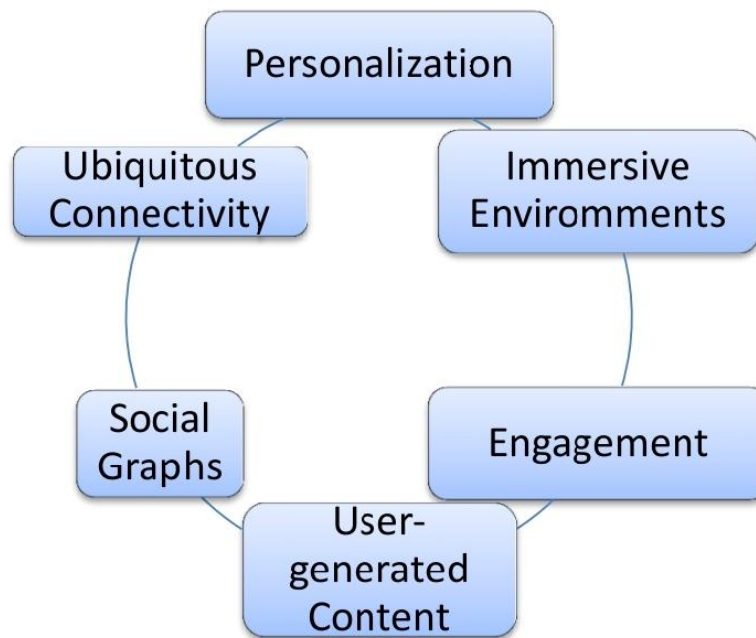 Personalization
Ubiquitous
Connectivity
Immersive
Enviromments
Social
Graphs
Engagement
User-
generated
Content